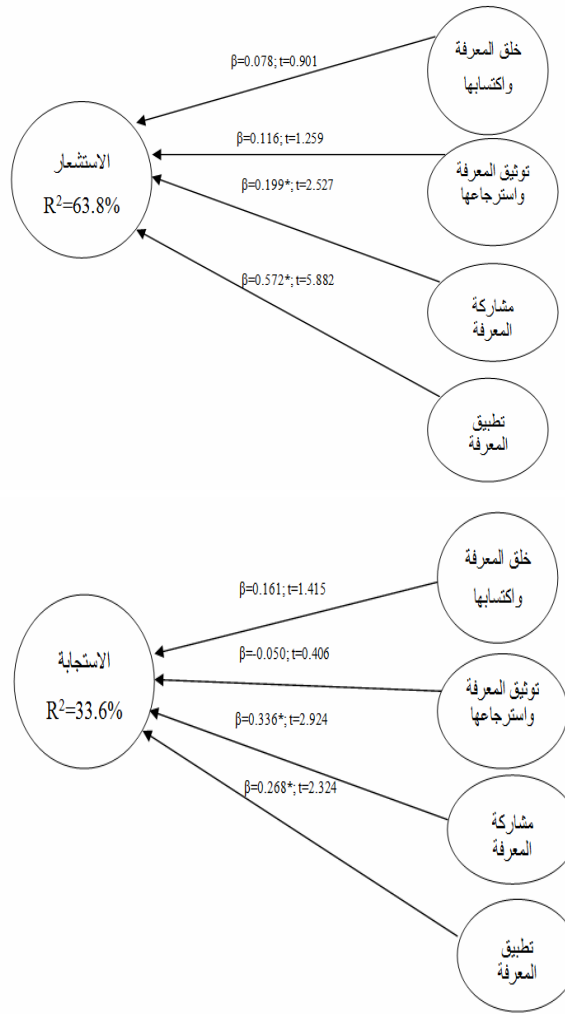 خلق المعرفة
واكتسابها
β=0.078; t=0.901
β=0.116; t=1.259
توثيق المعرفة
واسترجاعها
الاستشعار
R²=63.8%
β=0.199*; t=2.527
β=0.572*; t=5.882
مشاركة
المعرفة
تطبيق
المعرفة
خلق المعرفة
واكتسابها
β=0.161; t=1.415
β=-0.050; t=0.406
توثيق المعرفة
واسترجاعها
الاستجابة
R²=33.6%
β=0.336*; t=2.924
β=0.268*; t=2.324
مشاركة
المعرفة
تطبيق
المعرفة